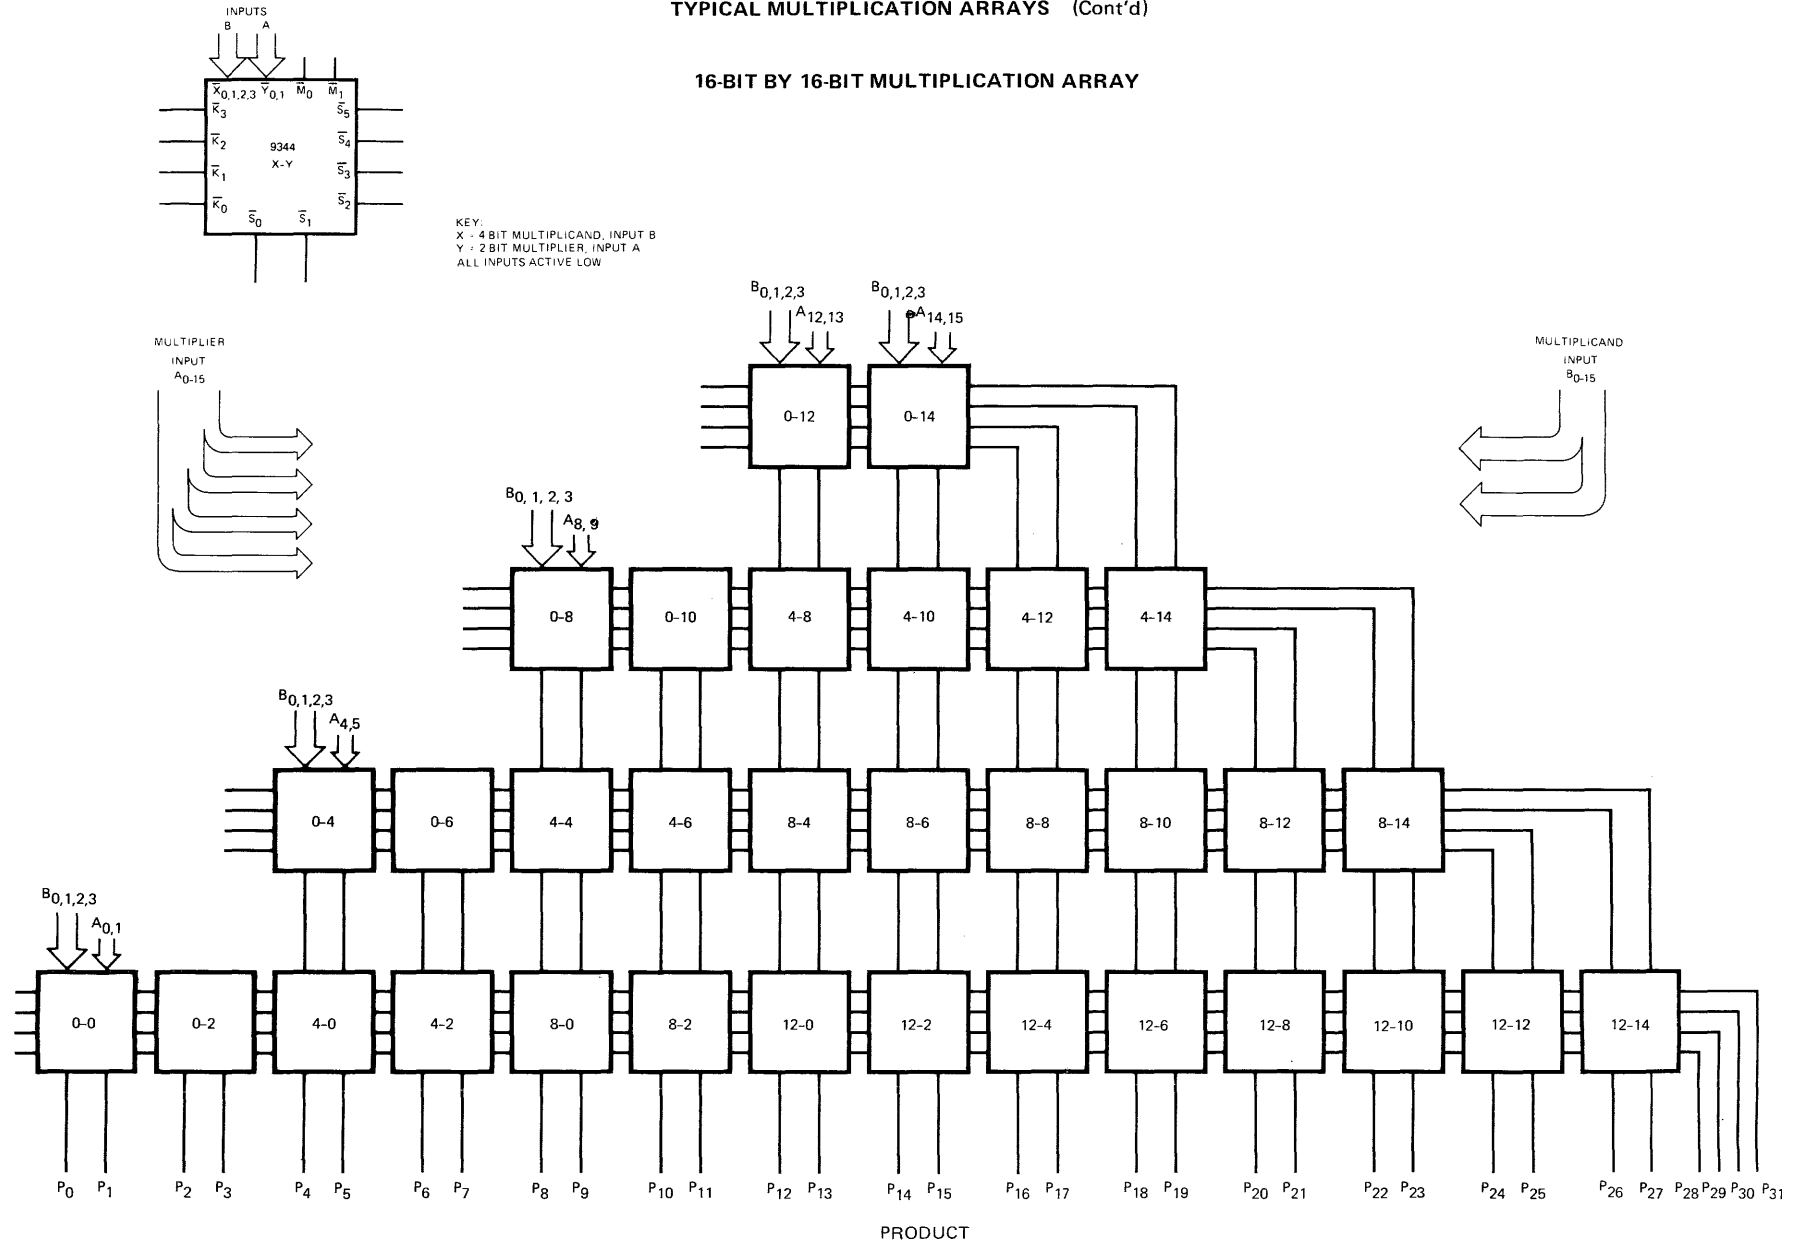 TYPICAL MULTIPLICATION ARRAYS (Cont'd)
16-BIT BY 16-BIT MULTIPLICATION ARRAY
INPUTS
B A
X̅0,1,2,3 Y̅0,1 M̅0 M̅1
K̅3 S̅5
K̅2 S̅4
9344
X-Y
K̅1 S̅3
K̅0 S̅2
S̅0 S̅1
KEY:
X = 4 BIT MULTIPLICAND, INPUT B
Y = 2 BIT MULTIPLIER, INPUT A
ALL INPUTS ACTIVE LOW
MULTIPLIER
INPUT
A0-15
MULTIPLICAND
INPUT
B0-15
B0,1,2,3 B0,1,2,3
A12,13 A14,15
0-12 0-14
B0, 1, 2, 3
A8, 9
0-8 0-10 4-8 4-10 4-12 4-14
B0,1,2,3
A4,5
0-4 0-6 4-4 4-6 8-4 8-6 8-8 8-10 8-12 8-14
B0,1,2,3
A0,1
0-0 0-2 4-0 4-2 8-0 8-2 12-0 12-2 12-4 12-6 12-8 12-10 12-12 12-14
P0 P1 P2 P3 P4 P5 P6 P7 P8 P9 P10 P11 P12 P13 P14 P15 P16 P17 P18 P19 P20 P21 P22 P23 P24 P25 P26 P27 P28 P29 P30 P31
PRODUCT